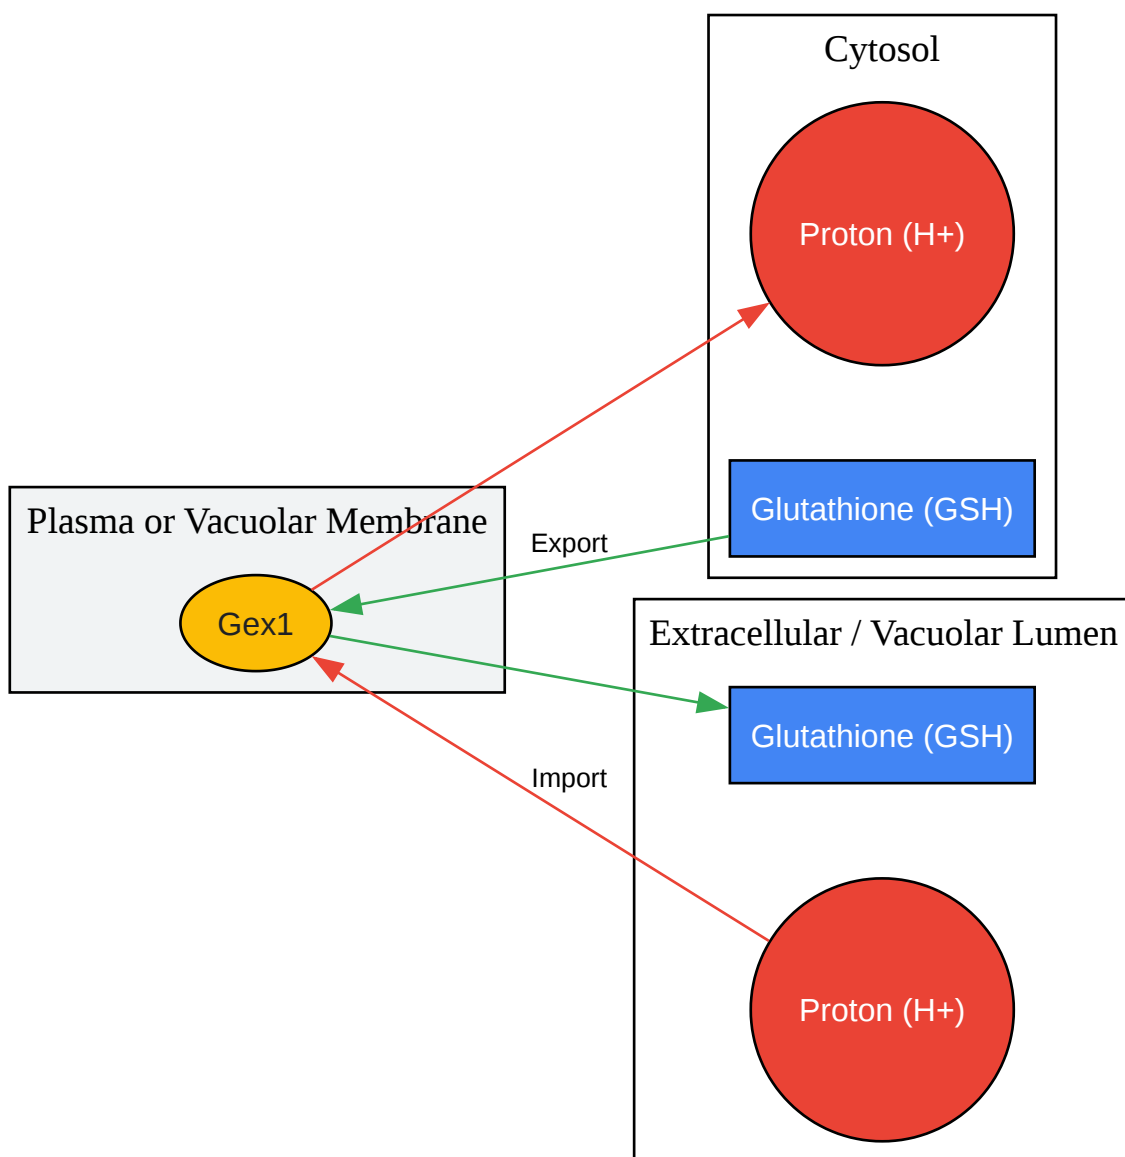 Cytosol
Proton (H+)
Glutathione (GSH)
Plasma or Vacuolar Membrane
Export
Gex1
Extracellular / Vacuolar Lumen
Glutathione (GSH)
Import
Proton (H+)